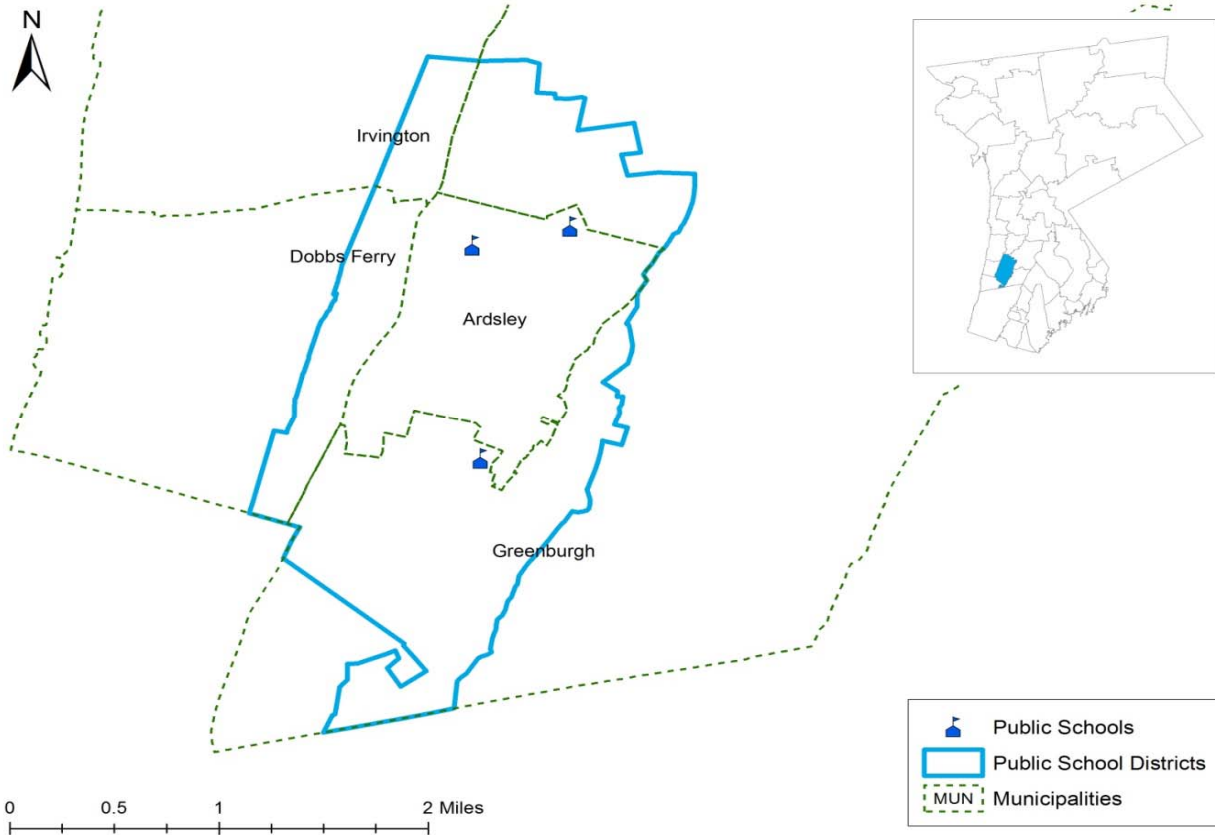 N
Irvington
Dobbs Ferry
Ardsley
Greenburgh
Public Schools
Public School Districts
MUN Municipalities
0 0.5 1 2 Miles